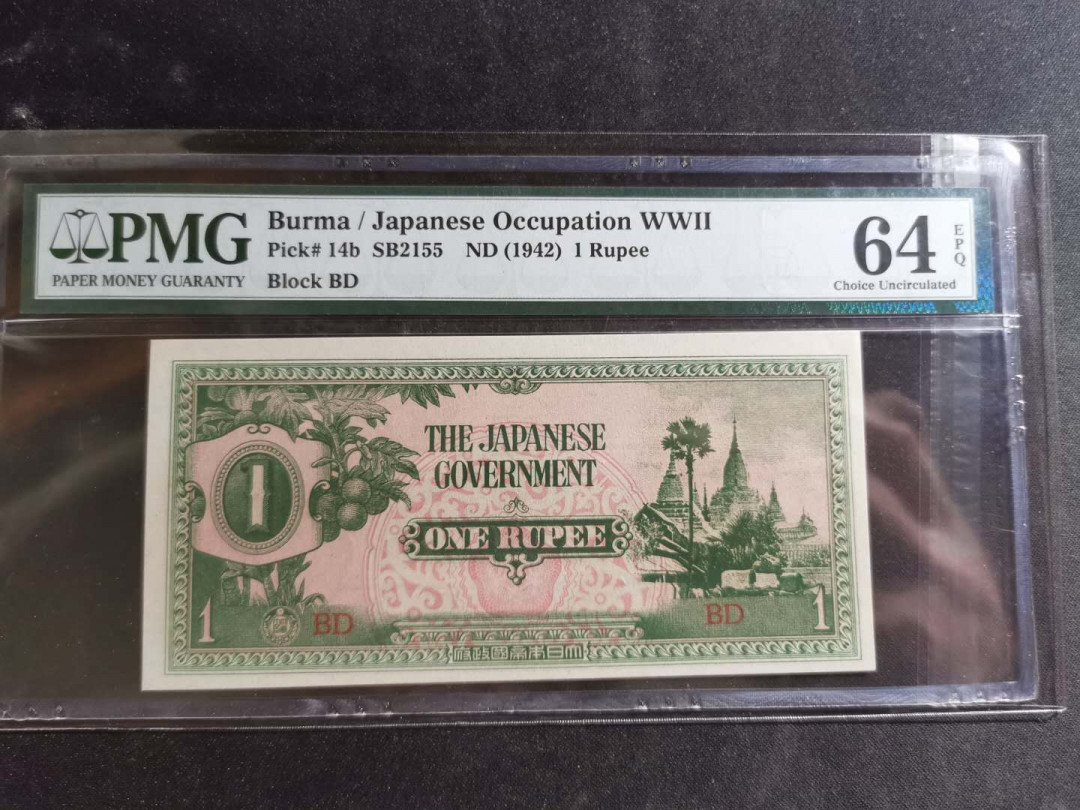 PMG
PAPER MONEY GUARANTY
Burma / Japanese Occupation WWII
Pick# 14b SB2155 ND (1942) 1 Rupee
Block BD
64
EPQ
Choice Uncirculated
1
THE JAPANESE
GOVERNMENT
ONE RUPEE
1
BD
BD
1
府政國帝本日大